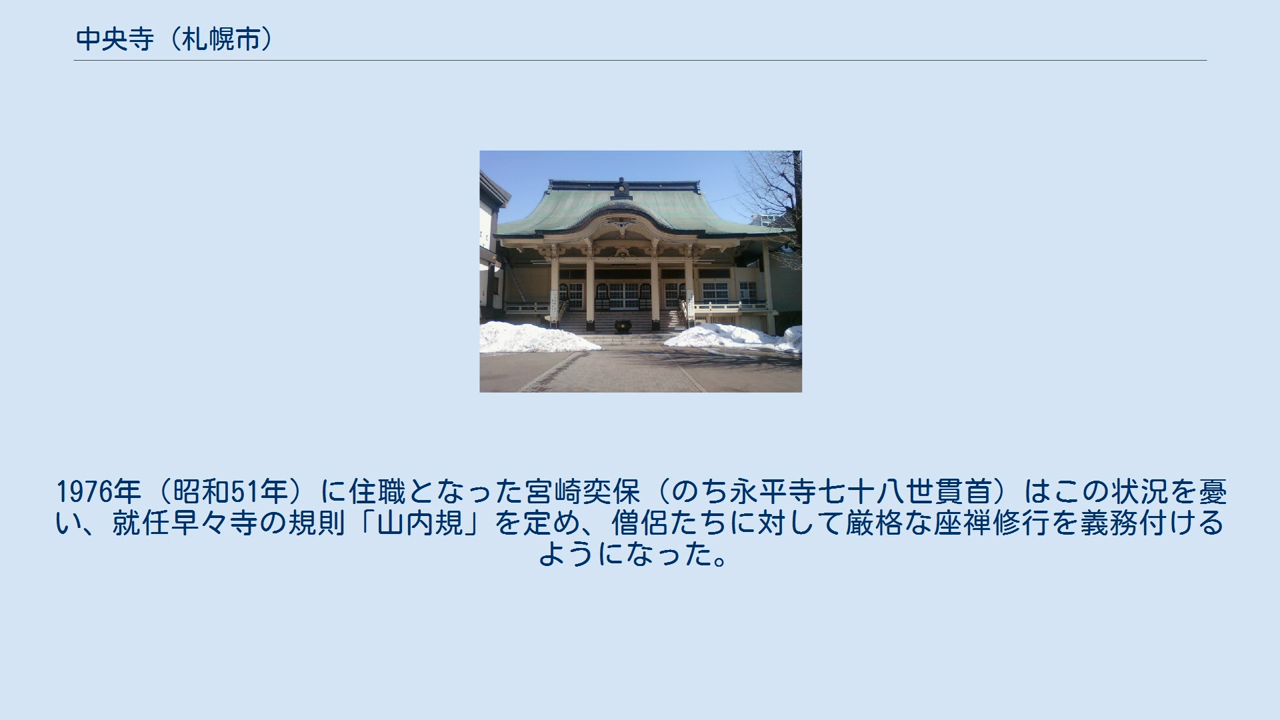 中央寺（札幌市）
1976年（昭和51年）に住職となった宮崎奕保（のち永平寺七十八世貫首）はこの状況を憂
い、就任早々寺の規則「山内規」を定め、僧侶たちに対して厳格な座禅修行を義務付ける
ようになった。